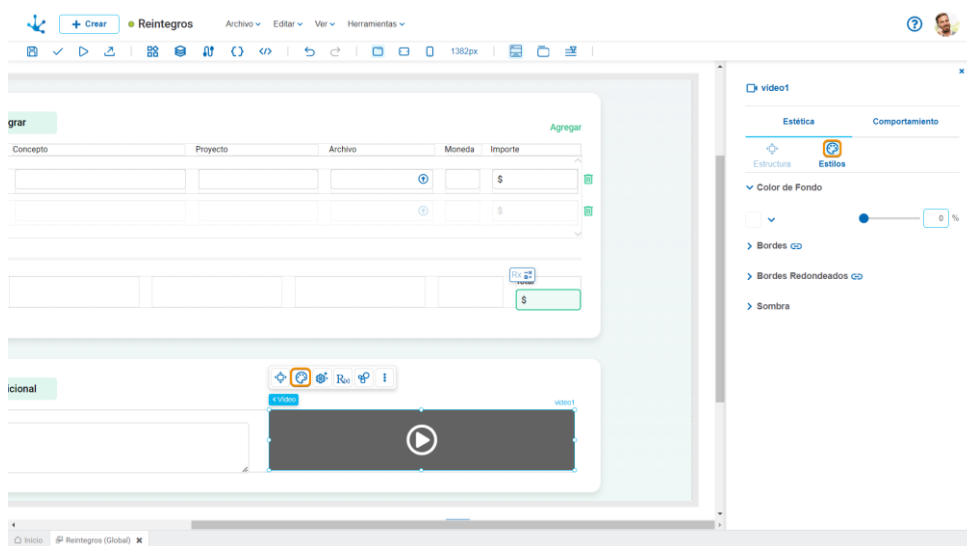 Crear
Reintegros
Archivo
Editar
Ver
Herramientas
?
1382px
video1
Estética
Comportamiento
Estructura
Estilos
Color de Fondo
0 %
Bordes
Bordes Redondeados
Sombra
grar
Agregar
Concepto
Proyecto
Archivo
Moneda
Importe
$
$
Rx
Total
$
icional
Video
video1
Inicio
Reintegros (Global)